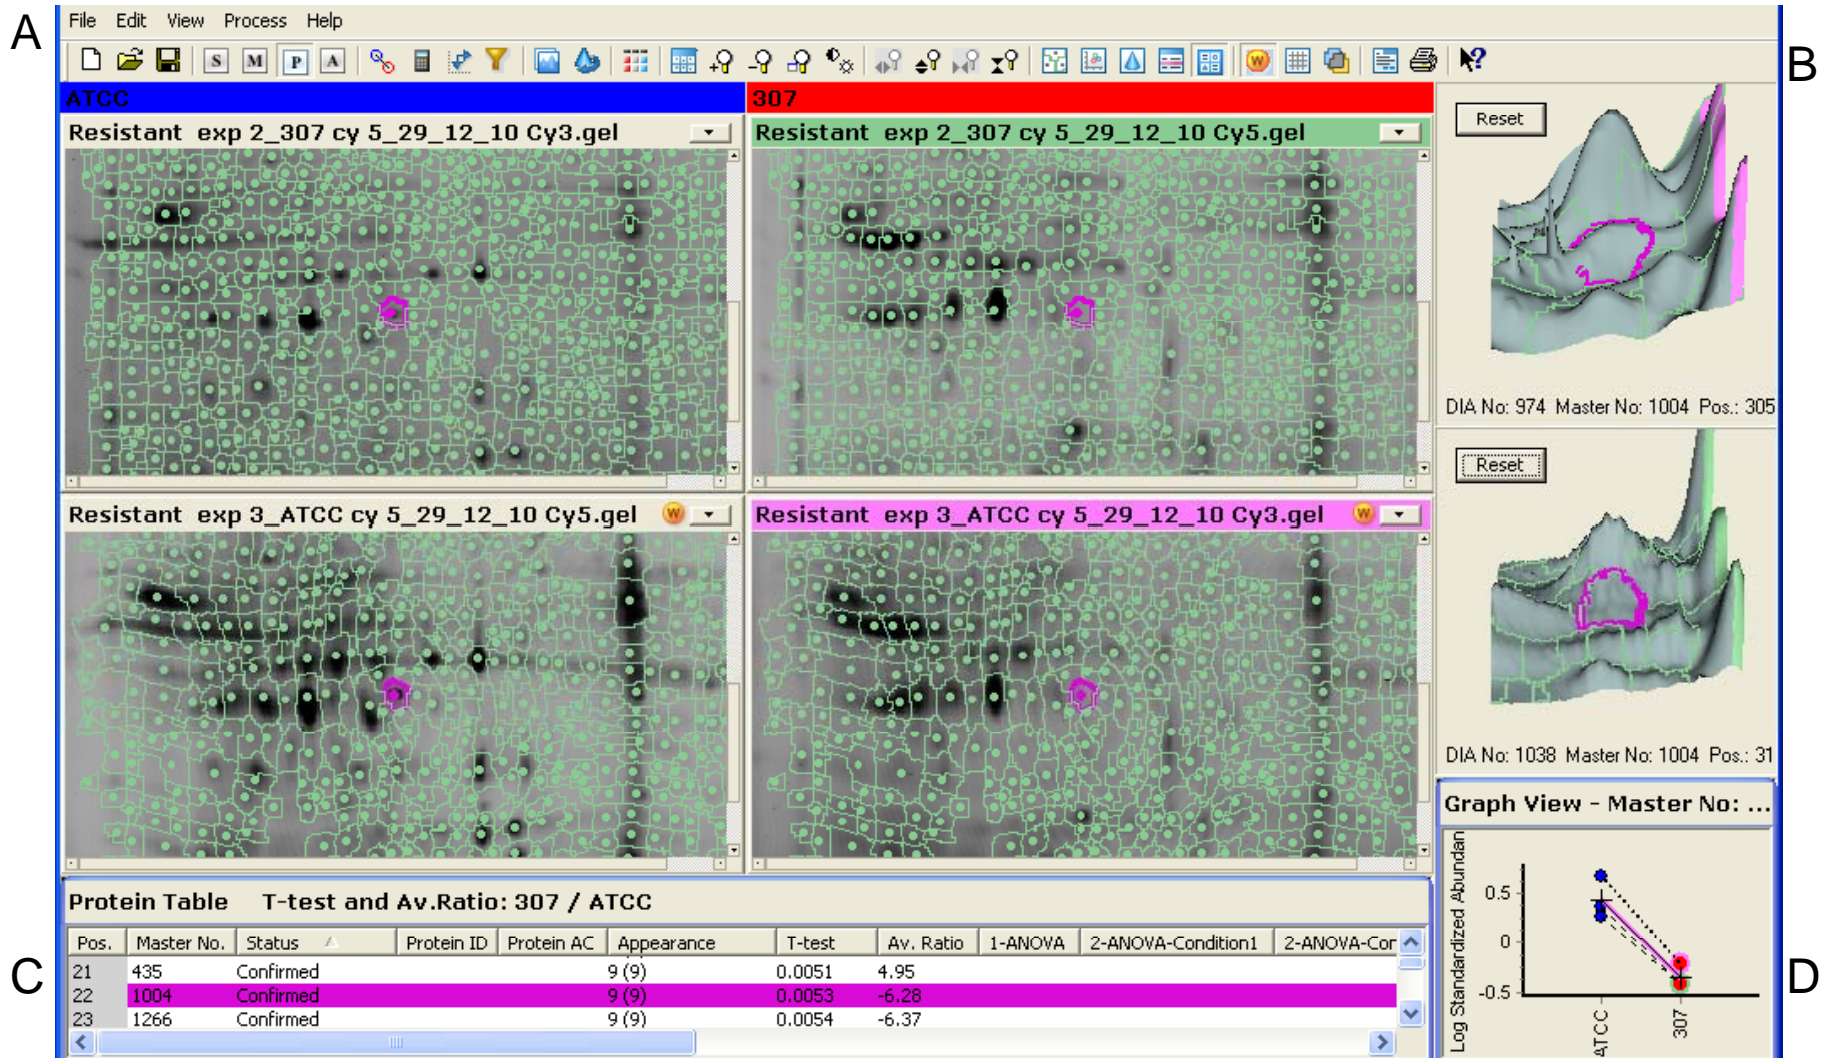 A
File Edit View Process Help
S M P A W
B
ATCC
307
Reset
Resistant exp 2_307 cy 5_29_12_10 Cy3.gel
Resistant exp 2_307 cy 5_29_12_10 Cy5.gel
DIA No: 974 Master No: 1004 Pos.: 305
Reset
Resistant exp 3_ATCC cy 5_29_12_10 Cy5.gel W
Resistant exp 3_ATCC cy 5_29_12_10 Cy3.gel W
DIA No: 1038 Master No: 1004 Pos.: 31
Graph View - Master No: ...
Log Standardized Abundan
0.5
0
-0.5
ATCC
307
Protein Table T-test and Av.Ratio: 307 / ATCC
Pos. Master No. Status Protein ID Protein AC Appearance T-test Av. Ratio 1-ANOVA 2-ANOVA-Condition1 2-ANOVA-Cor
21 435 Confirmed 9 (9) 0.0051 4.95
22 1004 Confirmed 9 (9) 0.0053 -6.28
23 1266 Confirmed 9 (9) 0.0054 -6.37
C
D